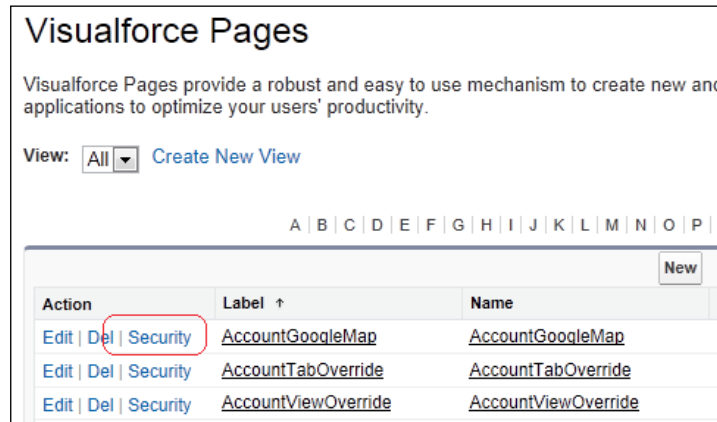 Visualforce Pages
Visualforce Pages provide a robust and easy to use mechanism to create new and
applications to optimize your users' productivity.
View: All Create New View
A | B | C | D | E | F | G | H | I | J | K | L | M | N | O | P |
New
Action Label ↑ Name
Edit | Del | Security AccountGoogleMap AccountGoogleMap
Edit | Del | Security AccountTabOverride AccountTabOverride
Edit | Del | Security AccountViewOverride AccountViewOverride